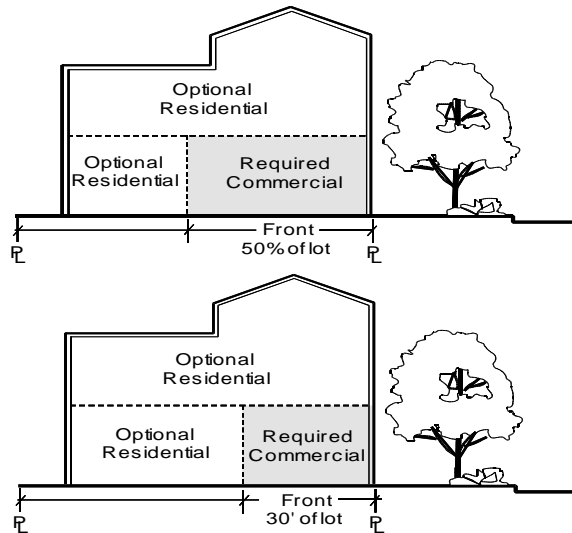 Optional
Residential
Optional
Residential
Required
Commercial
Front
50% of lot
PL
PL
Optional
Residential
Optional
Residential
Required
Commercial
Front
30' of lot
PL
PL